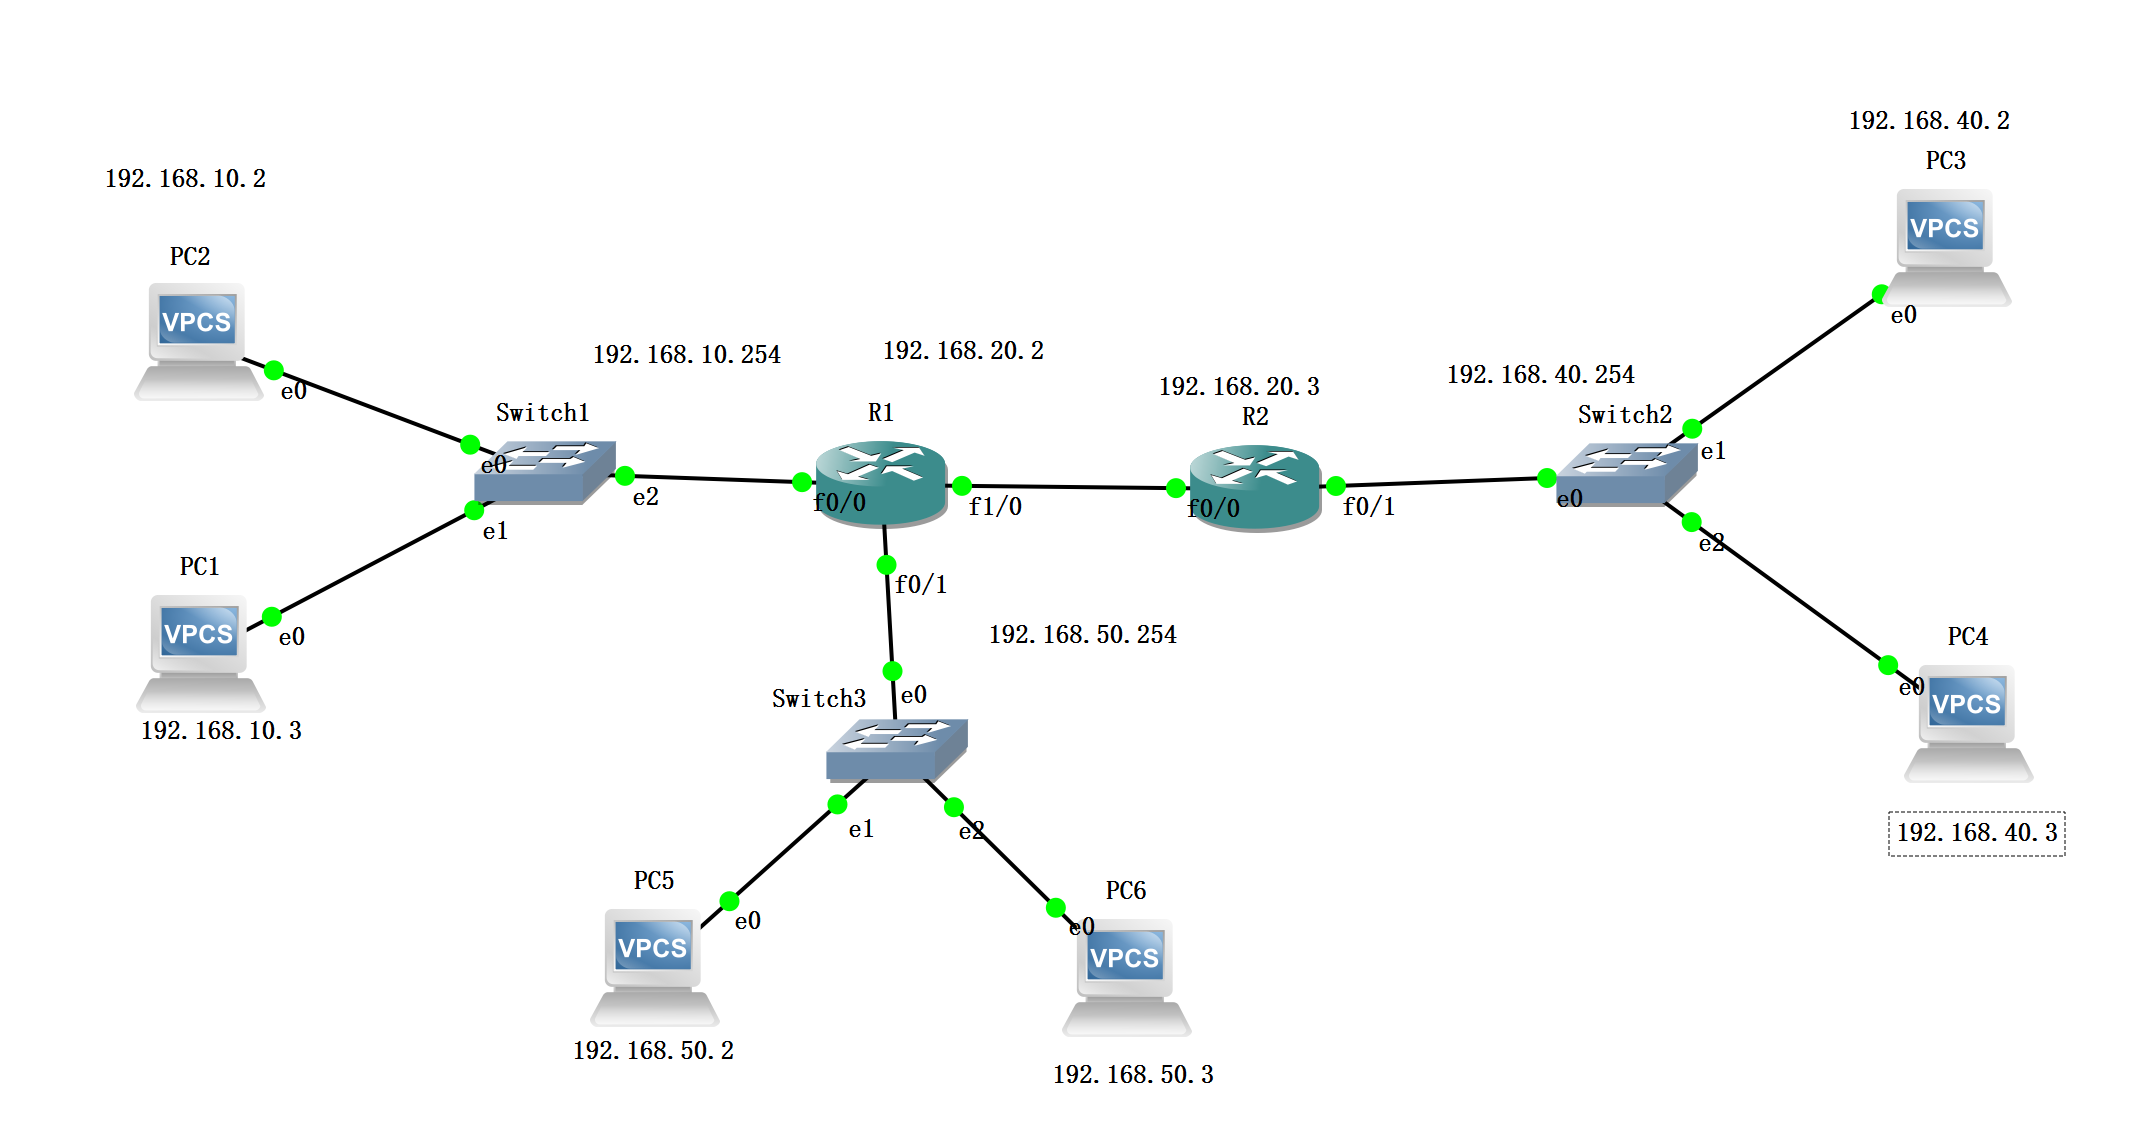 192.168.40.2
PC3
VPCS
e0
192.168.10.2
PC2
VPCS
e0
192.168.10.254
192.168.20.2
192.168.20.3
192.168.40.254
Switch1
R1
R2
Switch2
e0
e1
e2
f0/0
f1/0
f0/0
f0/1
e0
e1
e2
PC1
VPCS
e0
192.168.10.3
f0/1
192.168.50.254
Switch3
e0
e1
e2
PC4
e0
VPCS
192.168.40.3
PC5
e0
VPCS
192.168.50.2
PC6
e0
VPCS
192.168.50.3